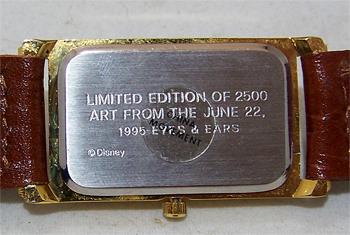 LIMITED EDITION OF 2500
ART FROM THE JUNE 22,
1995 EYES & EARS
© Disney